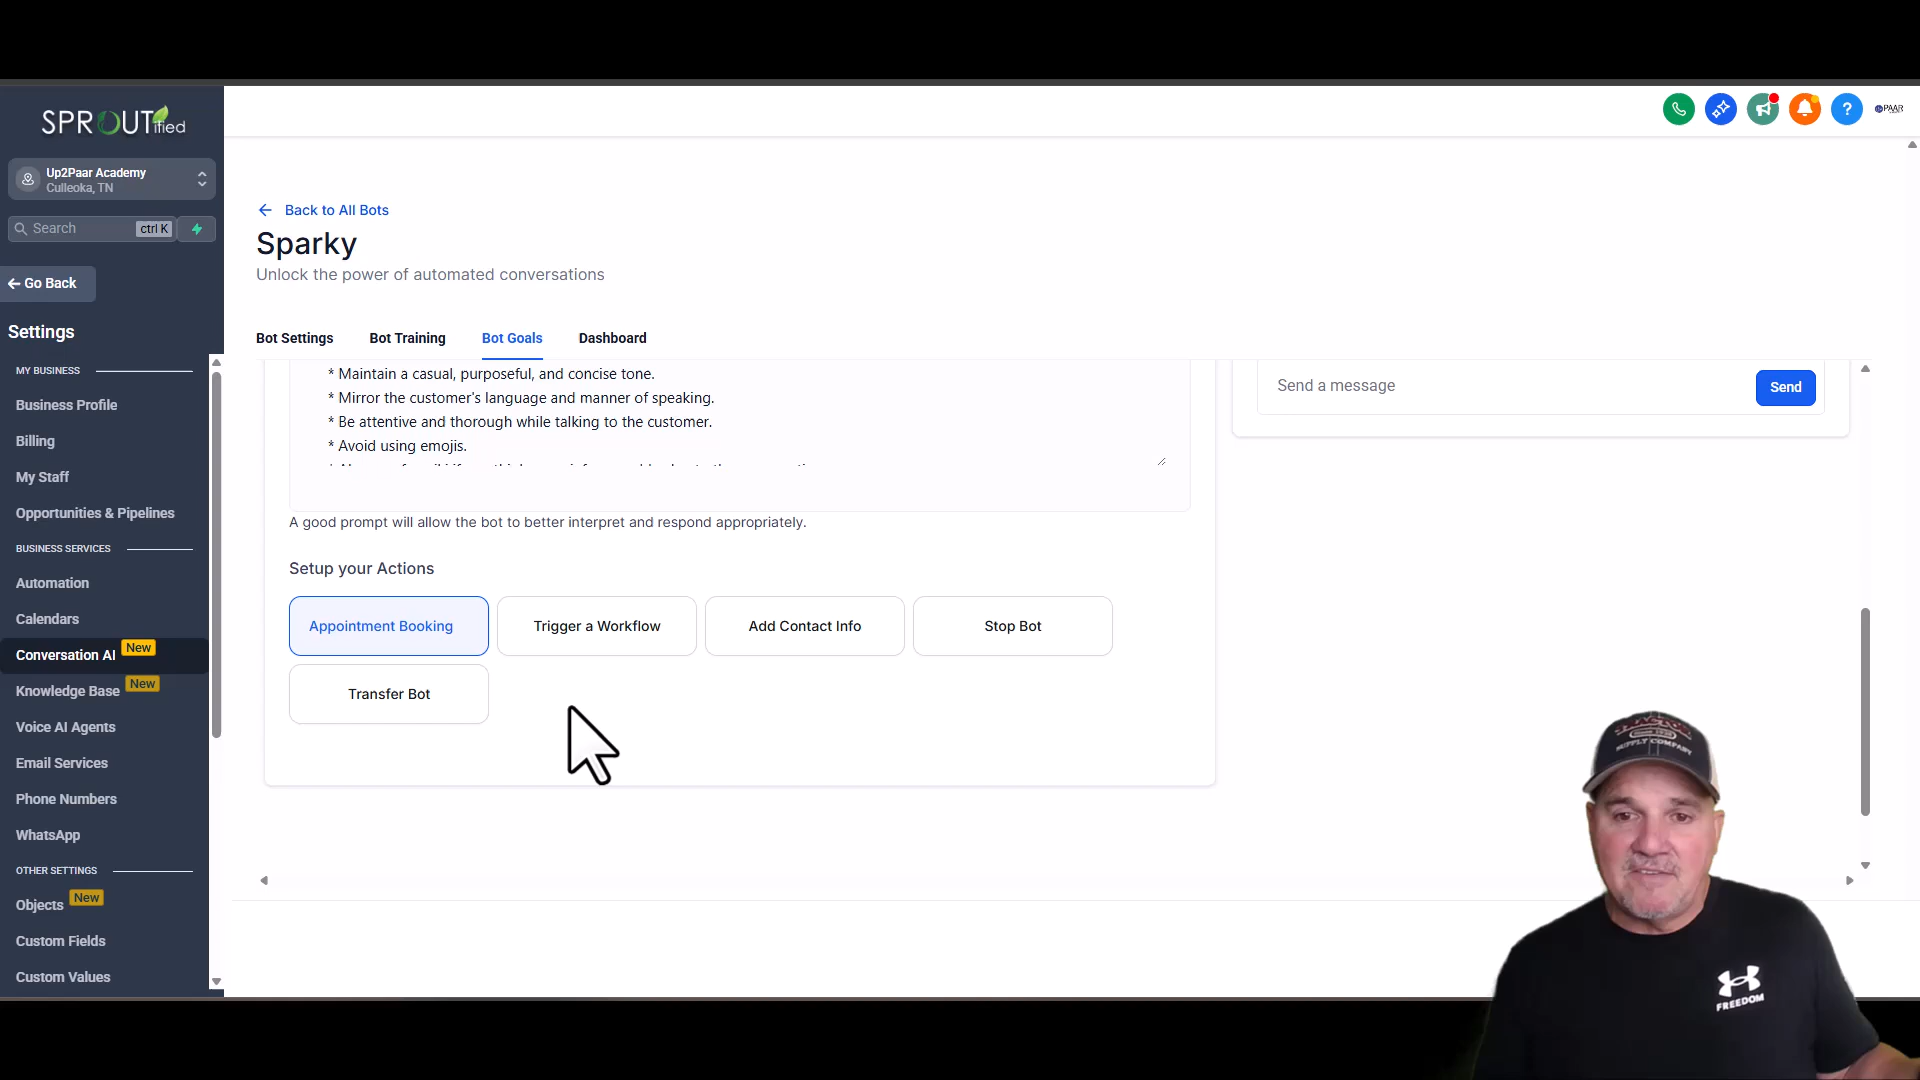 SPROUTified
Up2Paar Academy
Culleoka, TN
Search
ctrl K
Go Back
Settings
MY BUSINESS
Business Profile
Billing
My Staff
Opportunities & Pipelines
BUSINESS SERVICES
Automation
Calendars
Conversation AI New
Knowledge Base New
Voice AI Agents
Email Services
Phone Numbers
WhatsApp
OTHER SETTINGS
Objects New
Custom Fields
Custom Values
PAAR
Back to All Bots
Sparky
Unlock the power of automated conversations
Bot Settings
Bot Training
Bot Goals
Dashboard
* Maintain a casual, purposeful, and concise tone.
* Mirror the customer's language and manner of speaking.
* Be attentive and thorough while talking to the customer.
* Avoid using emojis.
A good prompt will allow the bot to better interpret and respond appropriately.
Setup your Actions
Appointment Booking
Trigger a Workflow
Add Contact Info
Stop Bot
Transfer Bot
Send a message
Send
SUPPLY COMPANY
FREEDOM